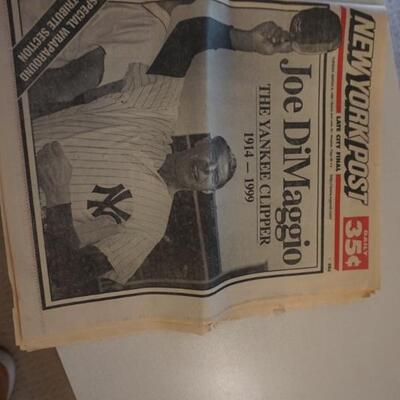 SPECIAL WRAPAROUND
TRIBUTE SECTION
NEW YORK POST
LATE CITY FINAL
DAILY
35¢
Joe DiMaggio
THE YANKEE CLIPPER
1914 — 1999
NY